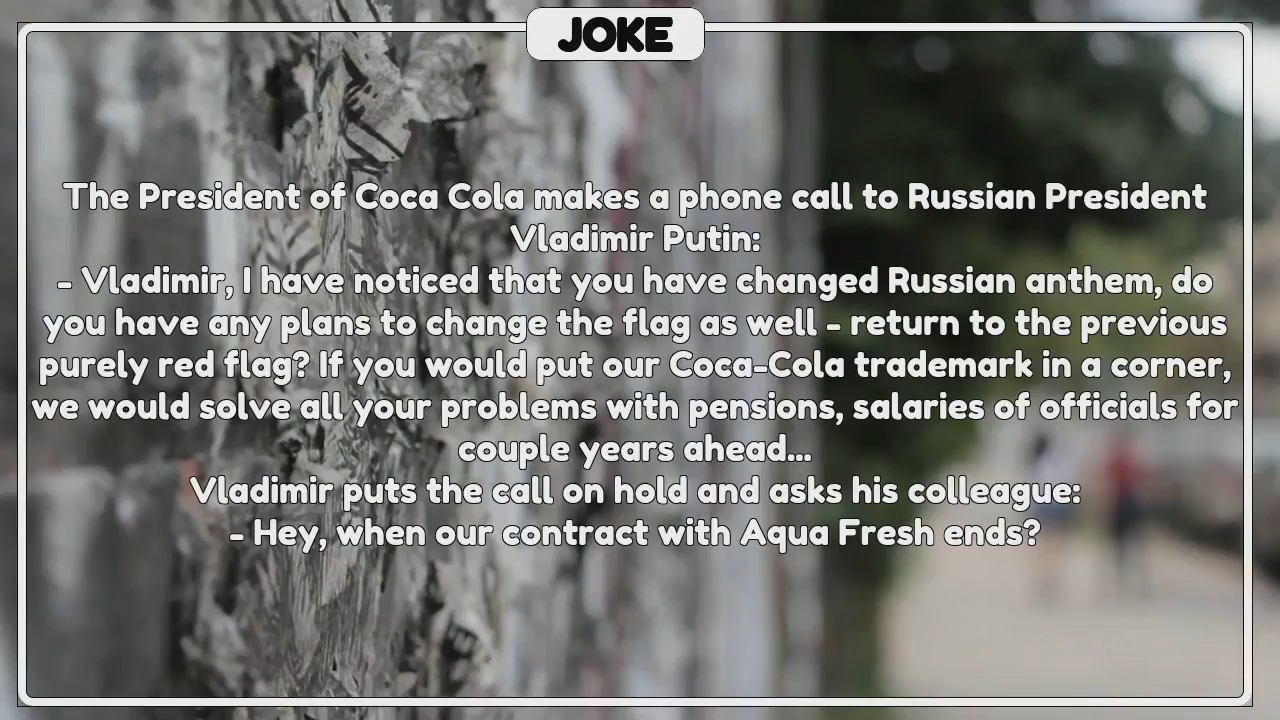 JOKE
The President of Coca Cola makes a phone call to Russian President
Vladimir Putin:
- Vladimir, I have noticed that you have changed Russian anthem, do
you have any plans to change the flag as well - return to the previous
purely red flag? If you would put our Coca-Cola trademark in a corner,
we would solve all your problems with pensions, salaries of officials for
couple years ahead...
Vladimir puts the call on hold and asks his colleague:
- Hey, when our contract with Aqua Fresh ends?